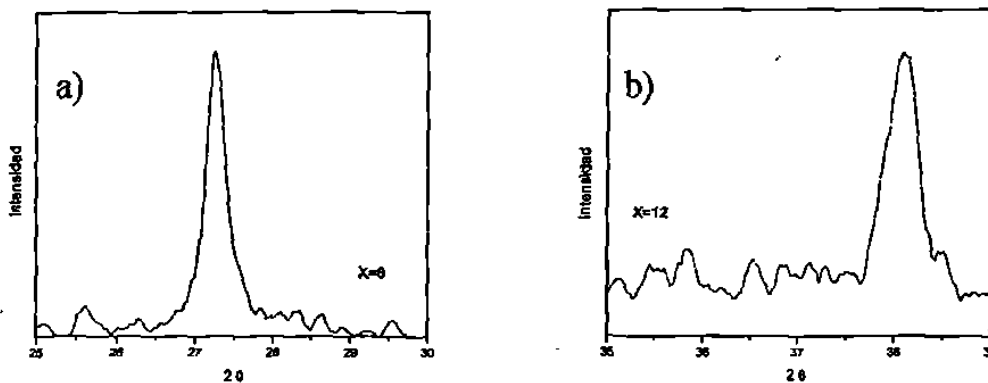 a)
Intensidad
X=6
25 26 27 28 29 30
2θ
b)
Intensidad
X=12
35 36 37 38
2θ